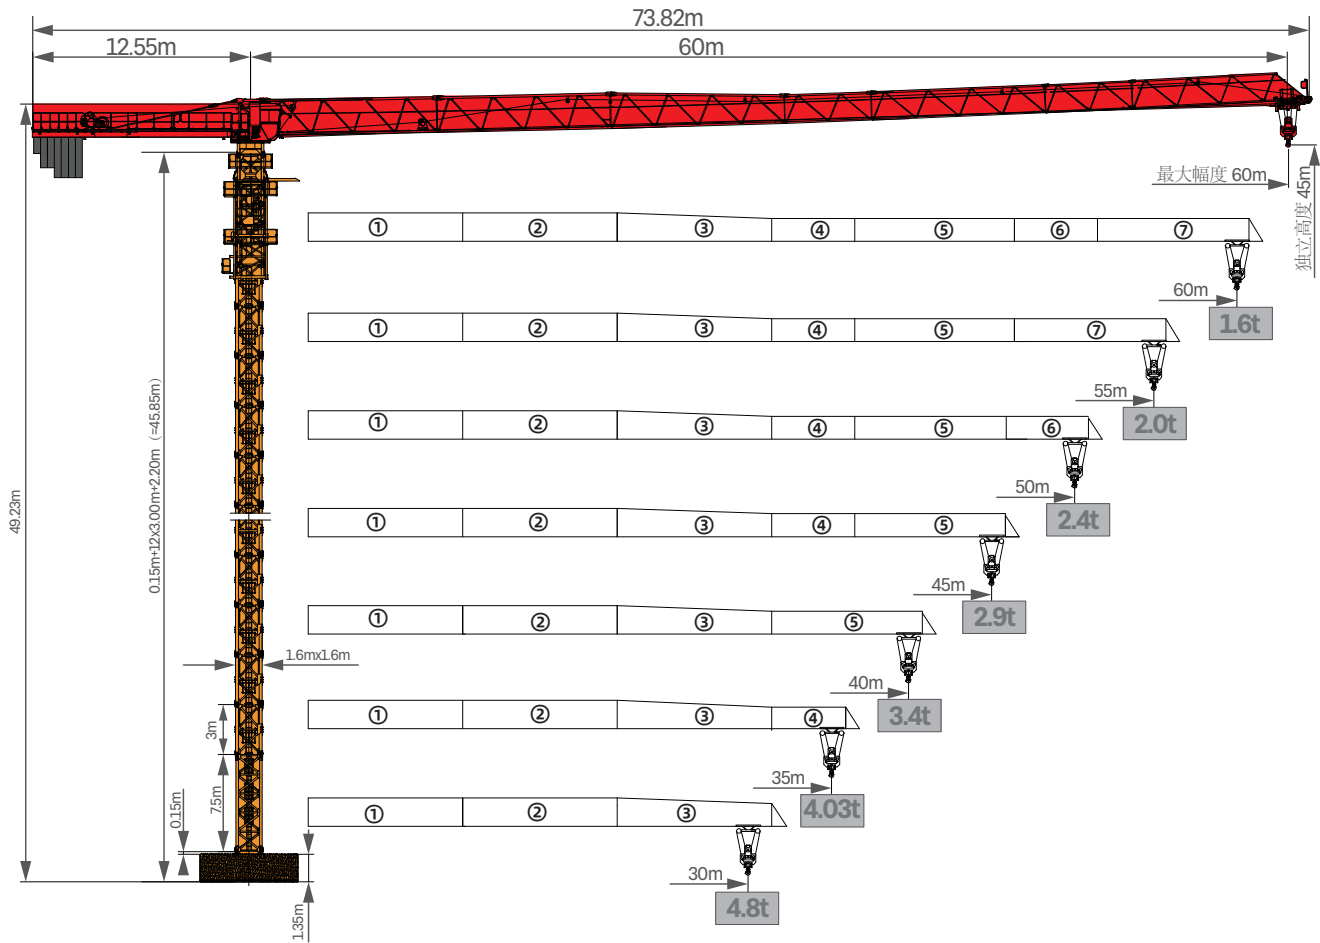 73.82m
12.55m
60m
最大幅度 60m
独立高度 45m
① ② ③ ④ ⑤ ⑥ ⑦
60m
1.6t
① ② ③ ④ ⑤ ⑦
55m
2.0t
① ② ③ ④ ⑤ ⑥
50m
2.4t
① ② ③ ④ ⑤
45m
2.9t
① ② ③ ⑤
40m
3.4t
① ② ③ ④
35m
4.03t
① ② ③
30m
4.8t
49.23m
0.15m+12x3.00m+2.20m（=45.85m）
1.6mx1.6m
3m
7.5m
0.15m
1.35m